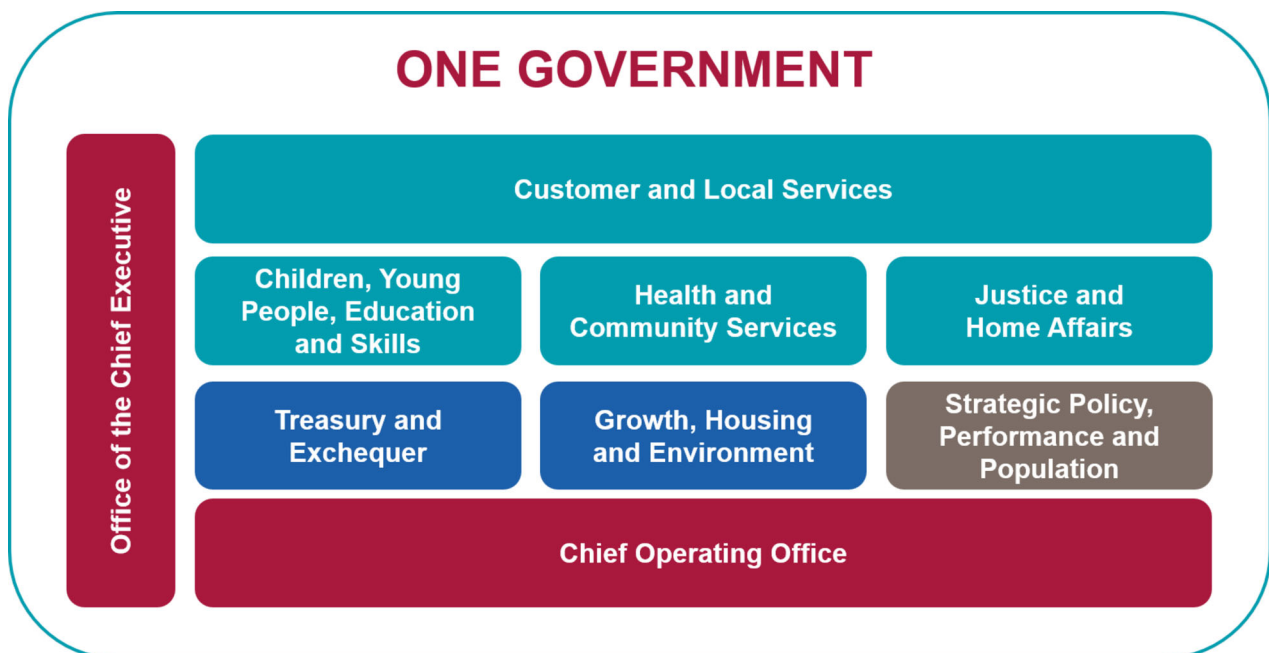 ONE GOVERNMENT
Office of the Chief Executive
Customer and Local Services
Children, Young
People, Education
and Skills
Health and
Community Services
Justice and
Home Affairs
Treasury and
Exchequer
Growth, Housing
and Environment
Strategic Policy,
Performance and
Population
Chief Operating Office